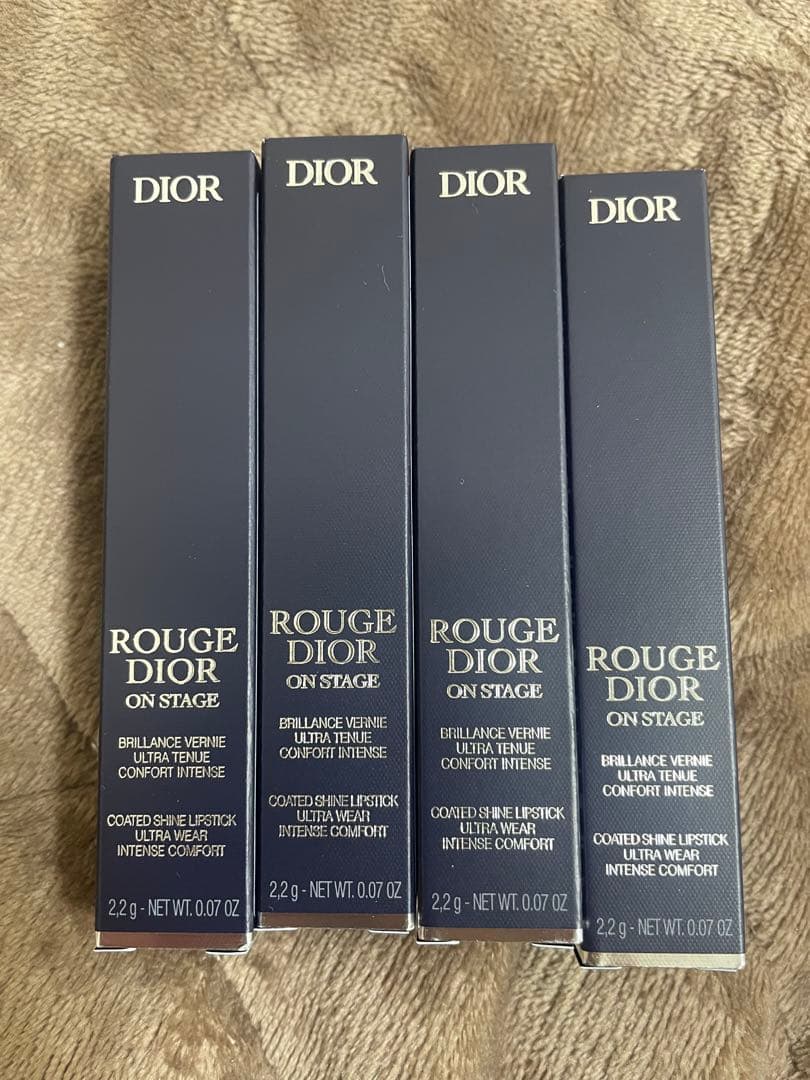 DIOR
ROUGE
DIOR
ON STAGE
BRILLANCE VERNIE
ULTRA TENUE
CONFORT INTENSE
COATED SHINE LIPSTICK
ULTRA WEAR
INTENSE COMFORT
2,2 g - NET WT. 0.07 OZ
DIOR
ROUGE
DIOR
ON STAGE
BRILLANCE VERNIE
ULTRA TENUE
CONFORT INTENSE
COATED SHINE LIPSTICK
ULTRA WEAR
INTENSE COMFORT
2,2 g - NET WT. 0.07 OZ
DIOR
ROUGE
DIOR
ON STAGE
BRILLANCE VERNIE
ULTRA TENUE
CONFORT INTENSE
COATED SHINE LIPSTICK
ULTRA WEAR
INTENSE COMFORT
2,2 g - NET WT. 0.07 OZ
DIOR
ROUGE
DIOR
ON STAGE
BRILLANCE VERNIE
ULTRA TENUE
CONFORT INTENSE
COATED SHINE LIPSTICK
ULTRA WEAR
INTENSE COMFORT
2,2 g - NET WT. 0.07 OZ